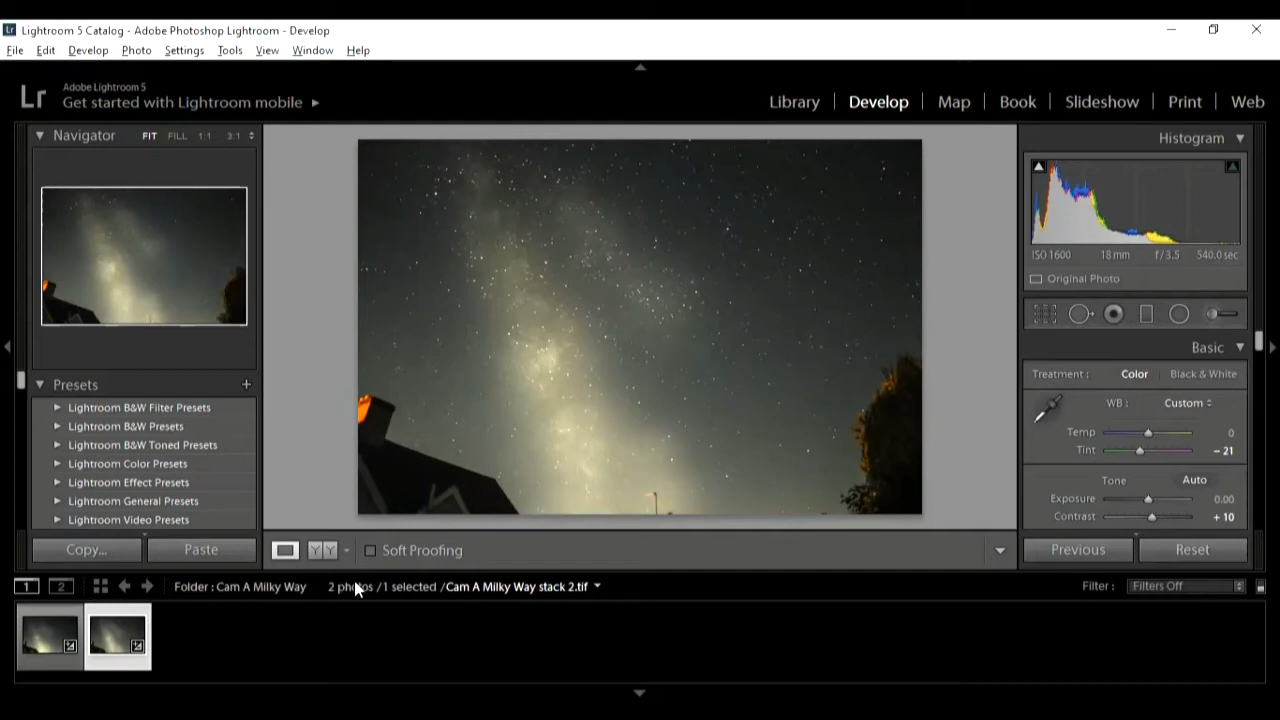 Lr Lightroom 5 Catalog - Adobe Photoshop Lightroom - Develop
File Edit Develop Photo Settings Tools View Window Help
Lr Adobe Lightroom 5
Get started with Lightroom mobile
Library Develop Map Book Slideshow Print Web
Navigator FIT FILL 1:1 3:1
Histogram
ISO 1600 18 mm f / 3.5 540.0 sec
Original Photo
Basic
Treatment : Color Black & White
WB : Custom
Temp 0
Tint – 21
Tone Auto
Exposure 0.00
Contrast + 10
Previous Reset
Presets +
Lightroom B&W Filter Presets
Lightroom B&W Presets
Lightroom B&W Toned Presets
Lightroom Color Presets
Lightroom Effect Presets
Lightroom General Presets
Lightroom Video Presets
Copy... Paste
Y Y Soft Proofing
1 2 Folder : Cam A Milky Way 2 photos / 1 selected / Cam A Milky Way stack 2.tif Filter : Filters Off